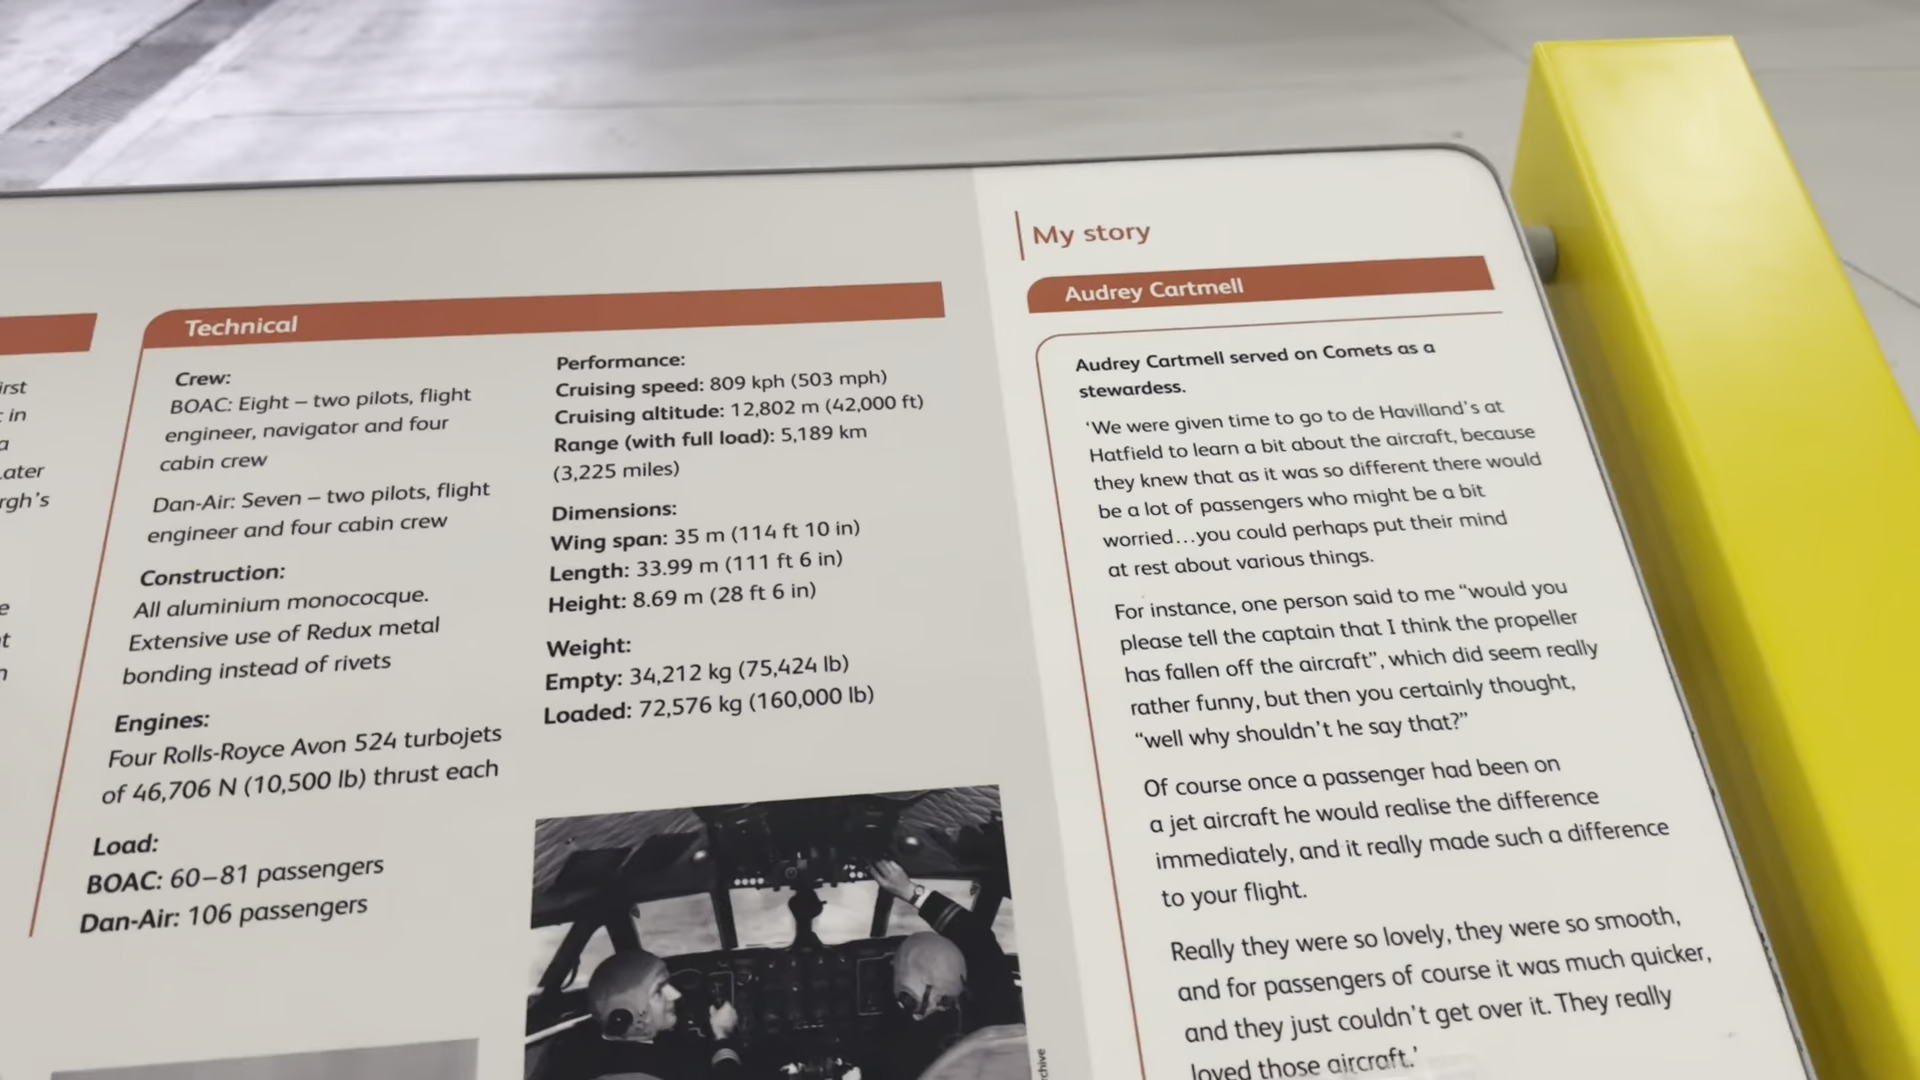 irst
t in
a
Later
rgh's
e
t
n
Technical
Crew:
BOAC: Eight – two pilots, flight
engineer, navigator and four
cabin crew
Dan-Air: Seven – two pilots, flight
engineer and four cabin crew
Construction:
All aluminium monococque.
Extensive use of Redux metal
bonding instead of rivets
Engines:
Four Rolls-Royce Avon 524 turbojets
of 46,706 N (10,500 lb) thrust each
Load:
BOAC: 60–81 passengers
Dan-Air: 106 passengers
Performance:
Cruising speed: 809 kph (503 mph)
Cruising altitude: 12,802 m (42,000 ft)
Range (with full load): 5,189 km
(3,225 miles)
Dimensions:
Wing span: 35 m (114 ft 10 in)
Length: 33.99 m (111 ft 6 in)
Height: 8.69 m (28 ft 6 in)
Weight:
Empty: 34,212 kg (75,424 lb)
Loaded: 72,576 kg (160,000 lb)
chive
My story
Audrey Cartmell
Audrey Cartmell served on Comets as a
stewardess.
'We were given time to go to de Havilland's at
Hatfield to learn a bit about the aircraft, because
they knew that as it was so different there would
be a lot of passengers who might be a bit
worried…you could perhaps put their mind
at rest about various things.
For instance, one person said to me "would you
please tell the captain that I think the propeller
has fallen off the aircraft", which did seem really
rather funny, but then you certainly thought,
"well why shouldn't he say that?"
Of course once a passenger had been on
a jet aircraft he would realise the difference
immediately, and it really made such a difference
to your flight.
Really they were so lovely, they were so smooth,
and for passengers of course it was much quicker,
and they just couldn't get over it. They really
loved those aircraft.'